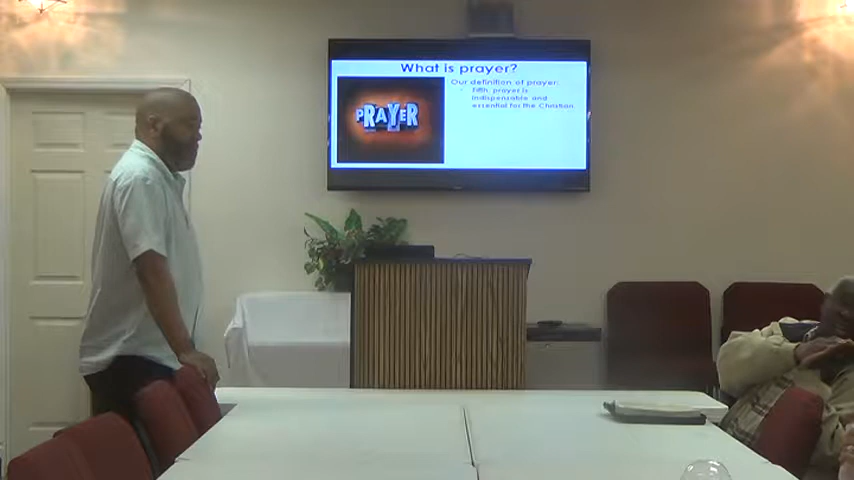 What is prayer?
Our definition of prayer:
Fifth, prayer is
indispensable and
essential for the Christian.
PRAYER